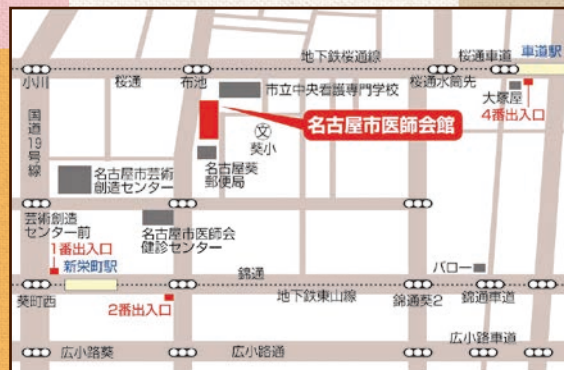 地下鉄桜通線
桜通車道
車道駅
小川
桜通
布池
市立中央看護専門学校
桜通水筒先
大塚屋
4番出入口
国道19号線
名古屋市医師会館
葵小
文
名古屋葵
郵便局
名古屋市芸術
創造センター
芸術創造
センター前
名古屋市医師会
健診センター
1番出入口
新栄町駅
錦通
バロー
葵町西
2番出入口
地下鉄東山線
錦通葵2
錦通車道
広小路車道
広小路葵
広小路通